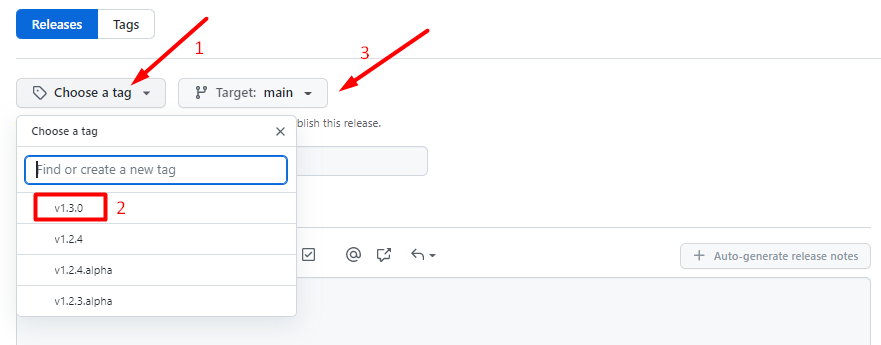 Releases Tags
1
3
Choose a tag Target: main
Choose a tag
blish this release.
Find or create a new tag
v1.3.0 2
v1.2.4
Auto-generate release notes
v1.2.4.alpha
v1.2.3.alpha